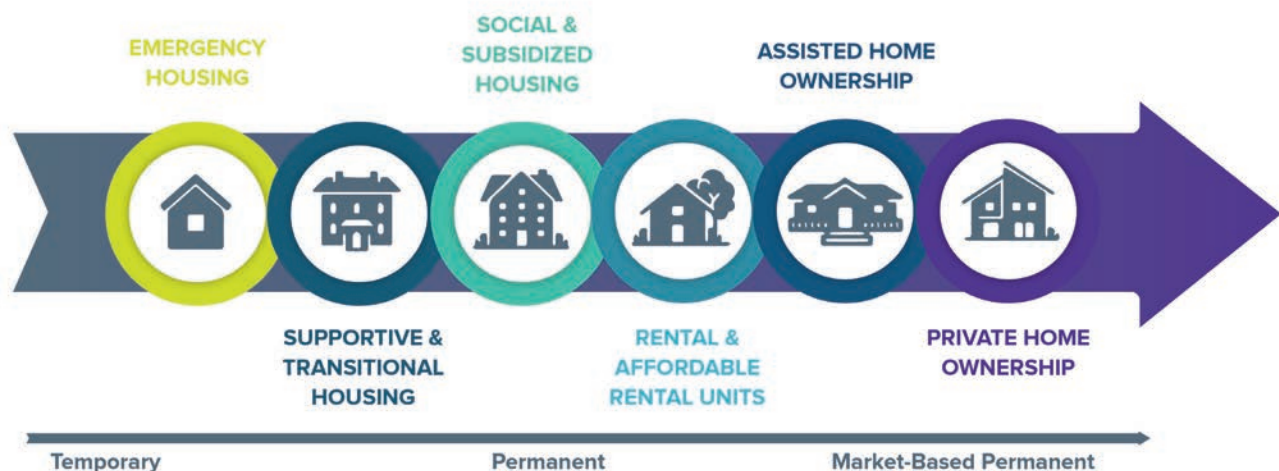 EMERGENCY
HOUSING
SUPPORTIVE &
TRANSITIONAL
HOUSING
SOCIAL &
SUBSIDIZED
HOUSING
RENTAL &
AFFORDABLE
RENTAL UNITS
ASSISTED HOME
OWNERSHIP
PRIVATE HOME
OWNERSHIP
Temporary
Permanent
Market-Based Permanent